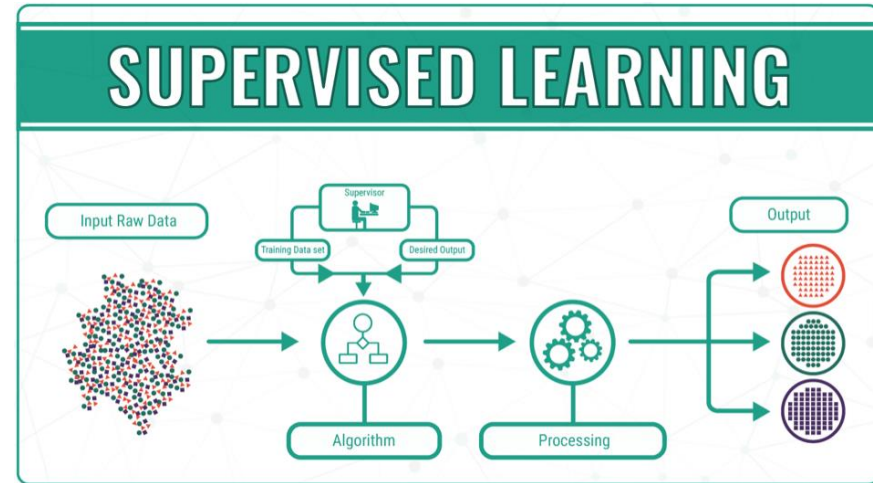 SUPERVISED LEARNING
Input Raw Data
Supervisor
Training Data set
Desired Output
Algorithm
Processing
Output